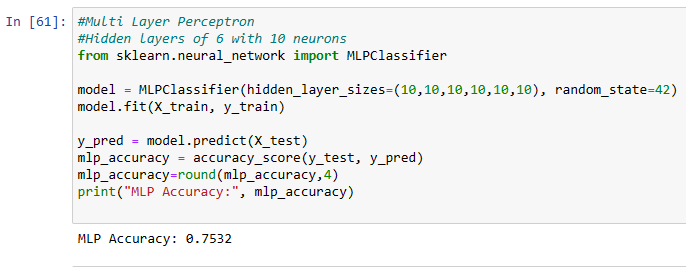 In [61]: #Multi Layer Perceptron
#Hidden layers of 6 with 10 neurons
from sklearn.neural_network import MLPClassifier
model = MLPClassifier(hidden_layer_sizes=(10,10,10,10,10,10), random_state=42)
model.fit(X_train, y_train)
y_pred = model.predict(X_test)
mlp_accuracy = accuracy_score(y_test, y_pred)
mlp_accuracy=round(mlp_accuracy,4)
print("MLP Accuracy:", mlp_accuracy)
MLP Accuracy: 0.7532